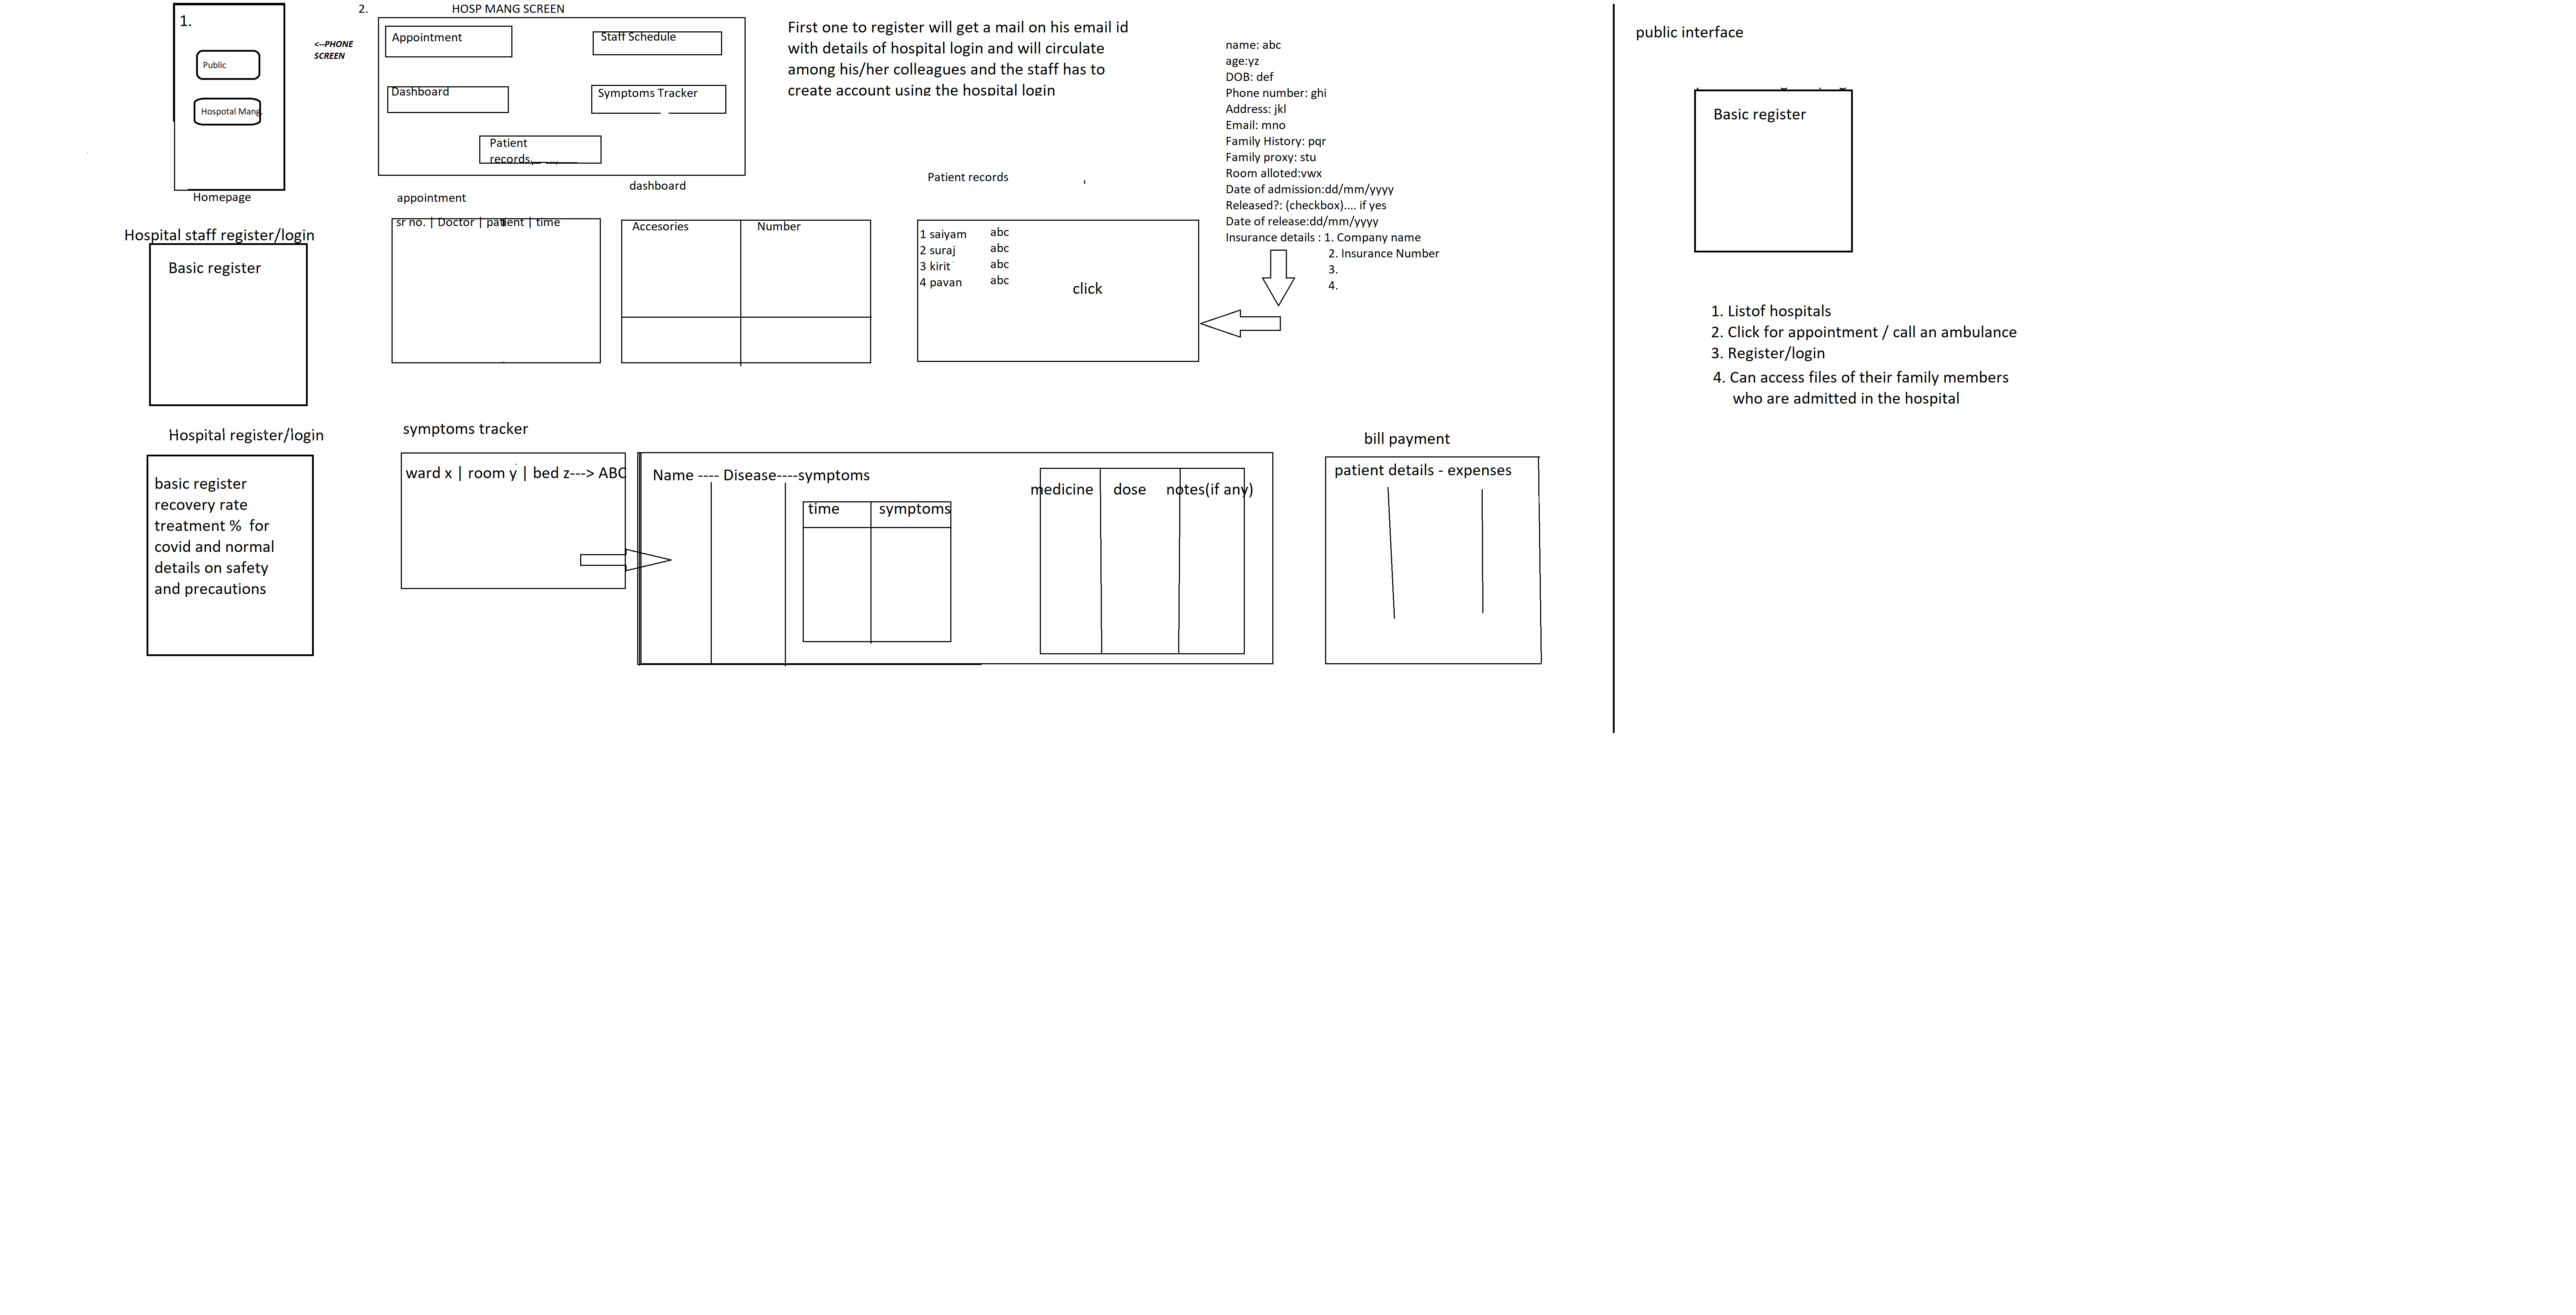 1.
Public
Hospotal Mang.
Homepage
<--PHONE
SCREEN
2.
HOSP MANG SCREEN
Appointment
Staff Schedule
Dashboard
Symptoms Tracker
Patient
records
First one to register will get a mail on his email id
with details of hospital login and will circulate
among his/her colleagues and the staff has to
create account using the hospital login
name: abc
age:yz
DOB: def
Phone number: ghi
Address: jkl
Email: mno
Family History: pqr
Family proxy: stu
Room alloted:vwx
Date of admission:dd/mm/yyyy
Released?: (checkbox).... if yes
Date of release:dd/mm/yyyy
Insurance details : 1. Company name
2. Insurance Number
3.
4.
Hospital staff register/login
Basic register
appointment
sr no. | Doctor | patient | time
dashboard
Accesories Number
Patient records
1 saiyam abc
2 suraj abc
3 kirit abc
4 pavan abc
click
Hospital register/login
basic register
recovery rate
treatment % for
covid and normal
details on safety
and precautions
symptoms tracker
ward x | room y | bed z---> ABC
Name ---- Disease----symptoms
time symptoms
medicine dose notes(if any)
bill payment
patient details - expenses
public interface
Basic register
1. Listof hospitals
2. Click for appointment / call an ambulance
3. Register/login
4. Can access files of their family members
who are admitted in the hospital